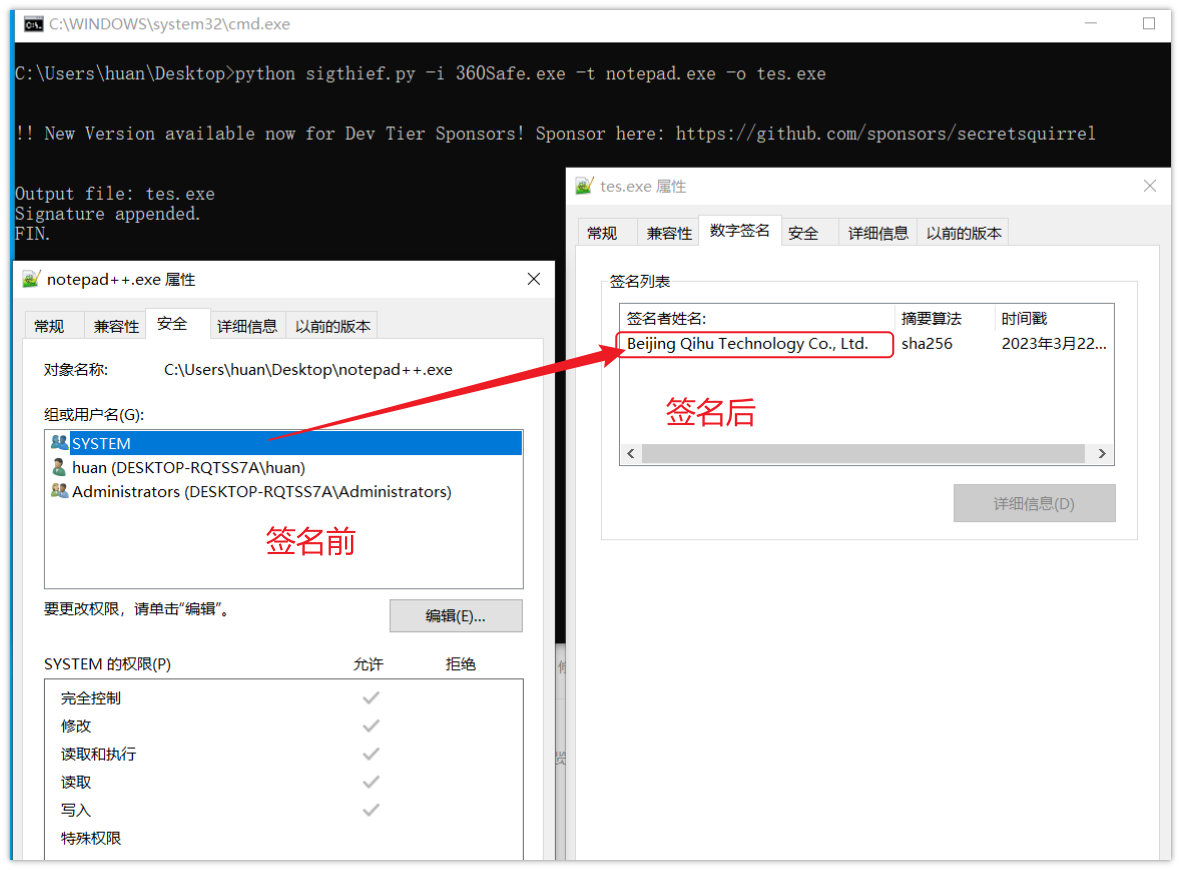 C:\WINDOWS\system32\cmd.exe
C:\Users\huan\Desktop>python sigthief.py -i 360Safe.exe -t notepad.exe -o tes.exe
!! New Version available now for Dev Tier Sponsors! Sponsor here: https://github.com/sponsors/secretsquirrel
Output file: tes.exe
Signature appended.
FIN.
notepad++.exe 属性
常规 兼容性 安全 详细信息 以前的版本
对象名称: C:\Users\huan\Desktop\notepad++.exe
组或用户名(G):
SYSTEM
huan (DESKTOP-RQTSS7A\huan)
Administrators (DESKTOP-RQTSS7A\Administrators)
签名前
要更改权限，请单击“编辑”。
编辑(E)...
SYSTEM 的权限(P) 允许 拒绝
完全控制
修改
读取和执行
读取
写入
特殊权限
tes.exe 属性
常规 兼容性 数字签名 安全 详细信息 以前的版本
签名列表
签名者姓名: 摘要算法 时间戳
Beijing Qihu Technology Co., Ltd. sha256 2023年3月22...
签名后
详细信息(D)